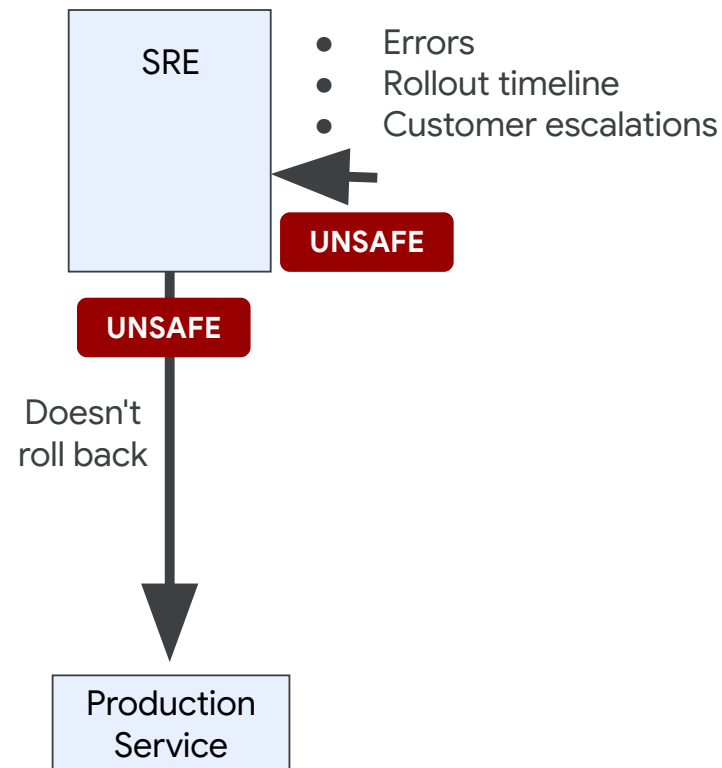 SRE
● Errors
● Rollout timeline
● Customer escalations
UNSAFE
UNSAFE
Doesn't
roll back
Production
Service